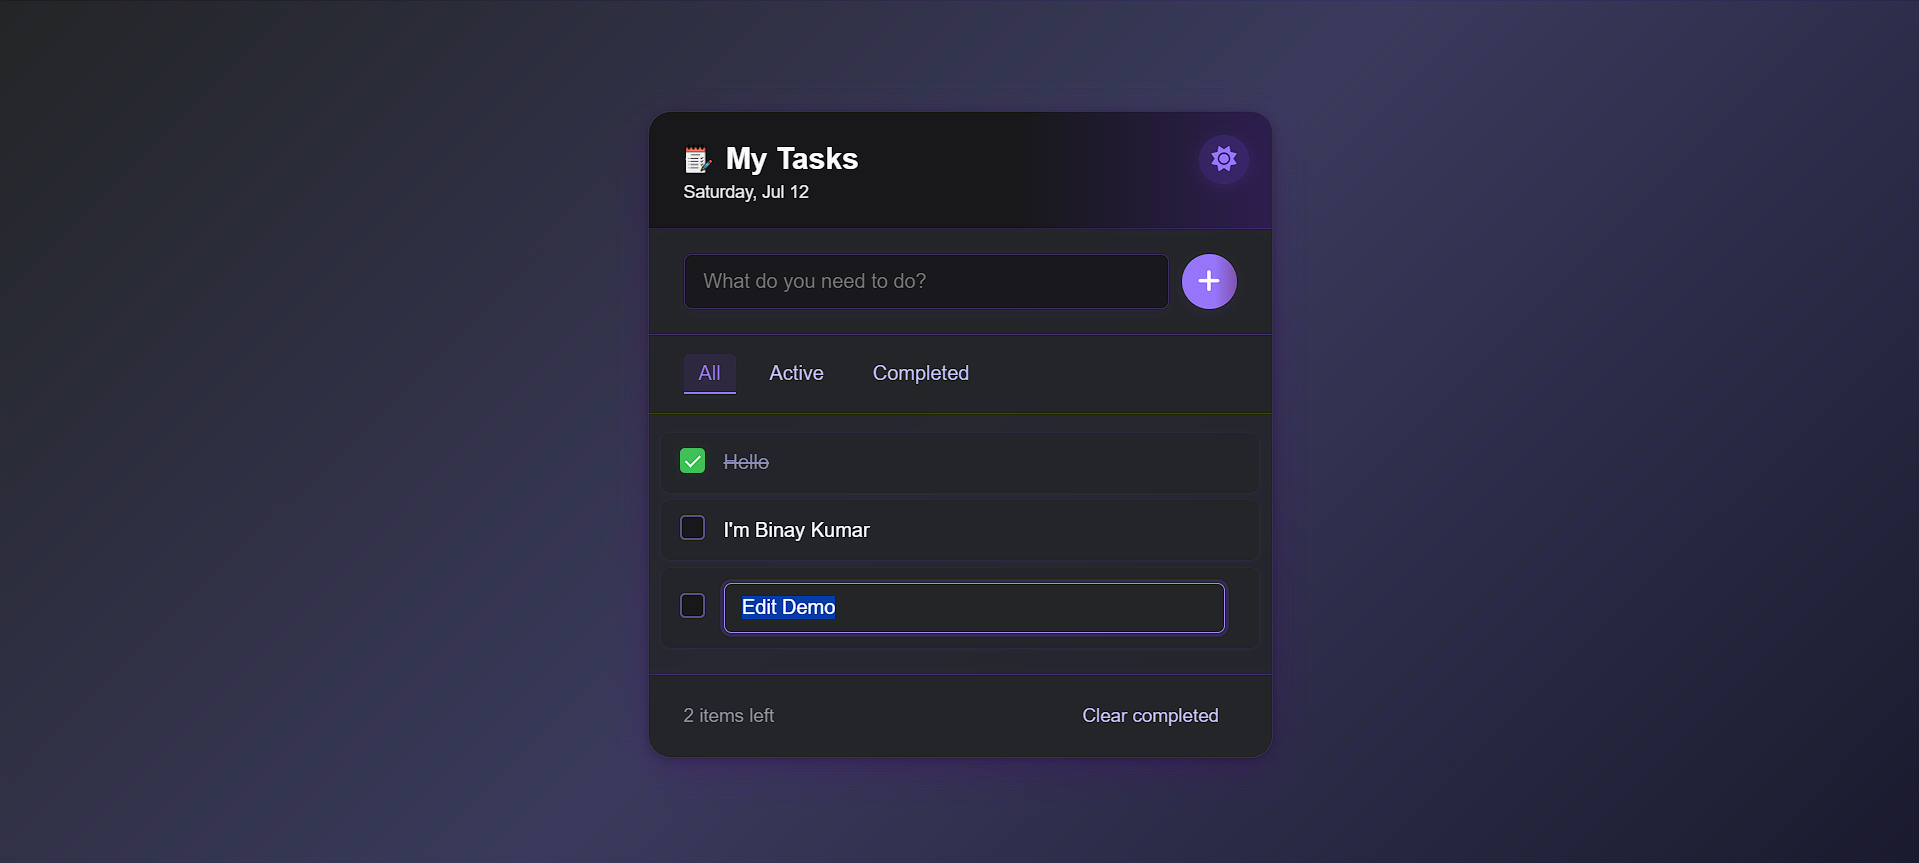 My Tasks
Saturday, Jul 12
What do you need to do?
All
Active
Completed
Hello
I'm Binay Kumar
Edit Demo
2 items left
Clear completed